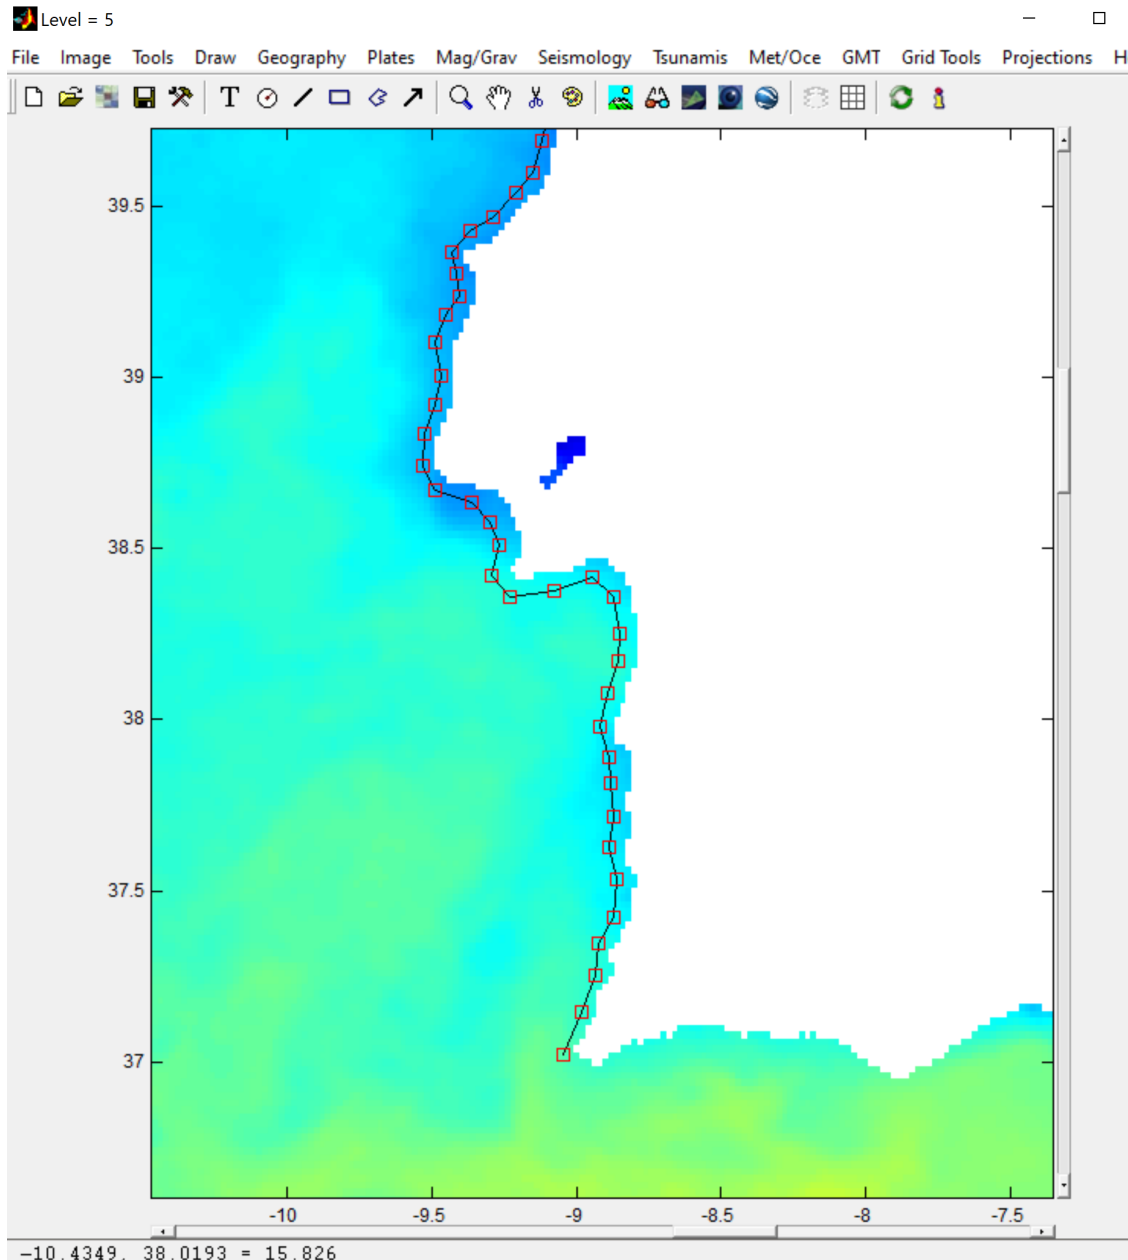 Level = 5
File Image Tools Draw Geography Plates Mag/Grav Seismology Tsunamis Met/Oce GMT Grid Tools Projections H
T
39.5
39
38.5
38
37.5
37
-10 -9.5 -9 -8.5 -8 -7.5
-10.4349, 38.0193 = 15.826